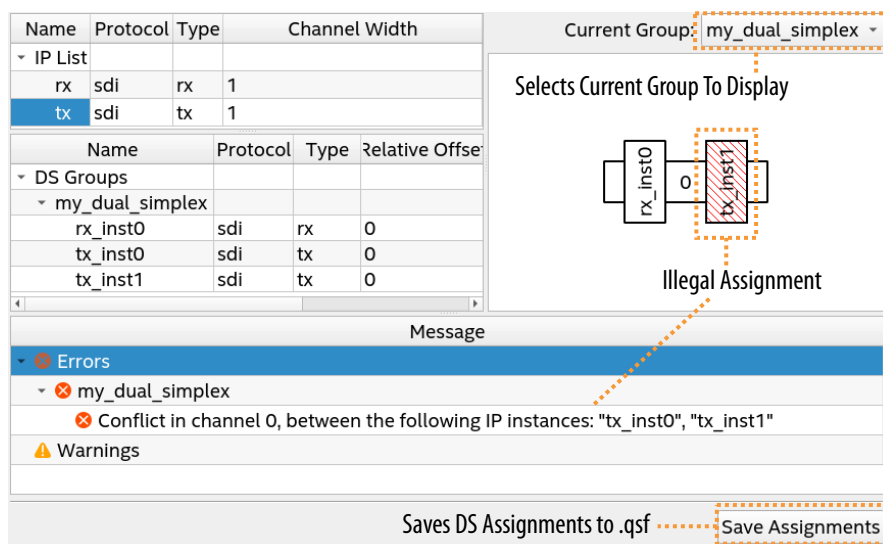 Name Protocol Type Channel Width
IP List
rx sdi rx 1
tx sdi tx 1
Current Group: my_dual_simplex
Selects Current Group To Display
Name Protocol Type Relative Offset
DS Groups
my_dual_simplex
rx_inst0 sdi rx 0
tx_inst0 sdi tx 0
tx_inst1 sdi tx 0
rx_inst0
0
tx_inst1
Illegal Assignment
Message
Errors
my_dual_simplex
Conflict in channel 0, between the following IP instances: "tx_inst0", "tx_inst1"
Warnings
Saves DS Assignments to .qsf
Save Assignments